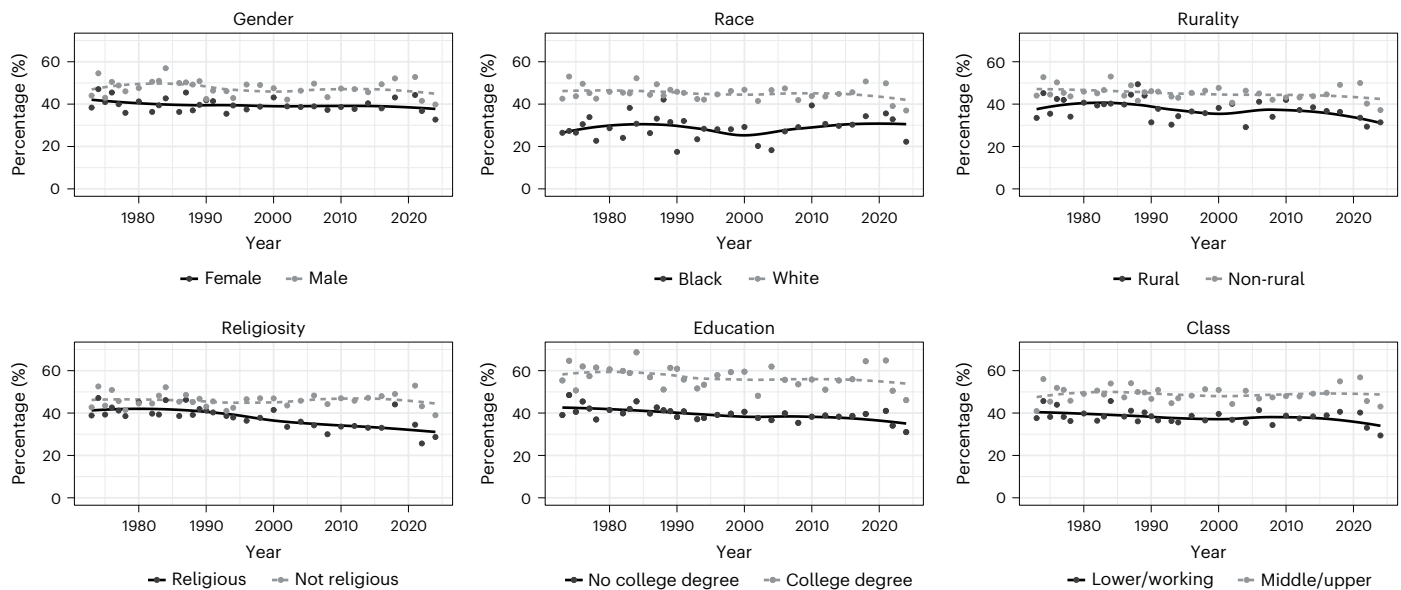 Gender
Race
Rurality
Percentage (%)
60
40
20
0
Percentage (%)
60
40
20
0
Percentage (%)
60
40
20
0
1980 1990 2000 2010 2020
1980 1990 2000 2010 2020
1980 1990 2000 2010 2020
Year
Year
Year
Female Male
Black White
Rural Non-rural
Religiosity
Education
Class
Percentage (%)
60
40
20
0
Percentage (%)
60
40
20
0
Percentage (%)
60
40
20
0
1980 1990 2000 2010 2020
1980 1990 2000 2010 2020
1980 1990 2000 2010 2020
Year
Year
Year
Religious Not religious
No college degree College degree
Lower/working Middle/upper